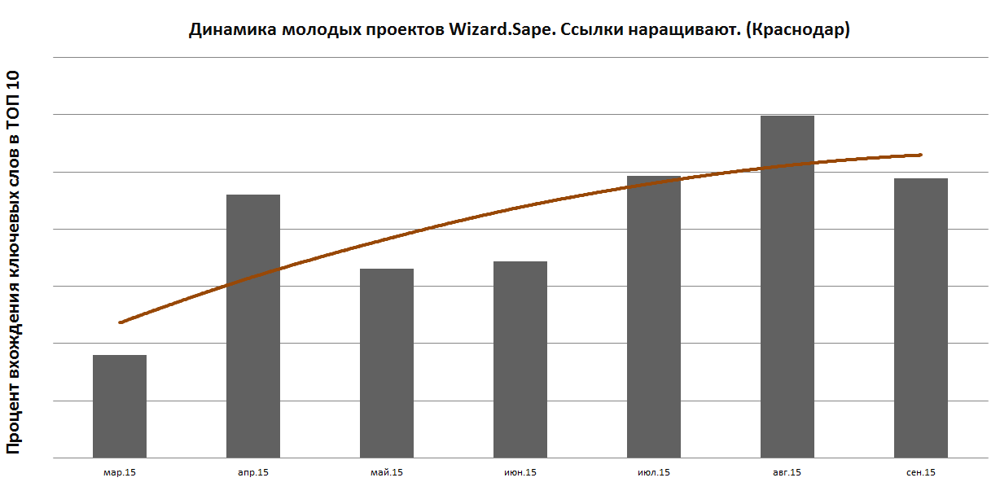 Динамика молодых проектов Wizard.Sape. Ссылки наращивают. (Краснодар)
Процент вхождения ключевых слов в ТОП 10
мар.15 апр.15 май.15 июн.15 июл.15 авг.15 сен.15